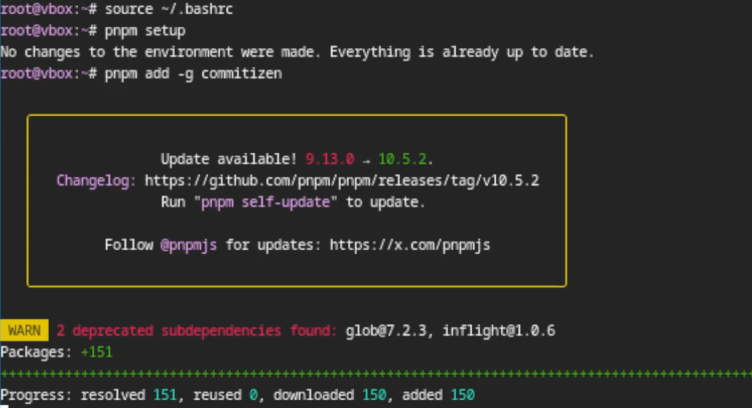 root@vbox:~# source ~/.bashrc
root@vbox:~# pnpm setup
No changes to the environment were made. Everything is already up to date.
root@vbox:~# pnpm add -g commitizen
Update available! 9.13.0 → 10.5.2.
Changelog: https://github.com/pnpm/pnpm/releases/tag/v10.5.2
Run "pnpm self-update" to update.
Follow @pnpmjs for updates: https://x.com/pnpmjs
WARN 2 deprecated subdependencies found: glob@7.2.3, inflight@1.0.6
Packages: +151
++++++++++++++++++++++++++++++++++++++++++++++++++++++++++++++++++++++++++++++++++++++++++++++
Progress: resolved 151, reused 0, downloaded 150, added 150